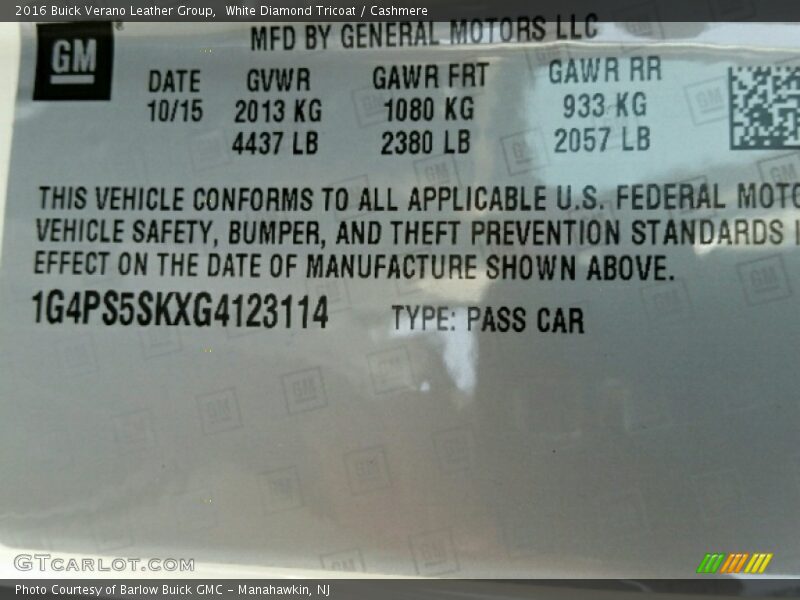 2016 Buick Verano Leather Group,  White Diamond Tricoat / Cashmere
MFD BY GENERAL MOTORS LLC
GM
DATE GVWR GAWR FRT GAWR RR
10/15 2013 KG 1080 KG 933 KG
4437 LB 2380 LB 2057 LB
THIS VEHICLE CONFORMS TO ALL APPLICABLE U.S. FEDERAL MOTO
VEHICLE SAFETY, BUMPER, AND THEFT PREVENTION STANDARDS I
EFFECT ON THE DATE OF MANUFACTURE SHOWN ABOVE.
1G4PS5SKXG4123114 TYPE: PASS CAR
GTCARLOT.COM
Photo Courtesy of Barlow Buick GMC - Manahawkin, NJ